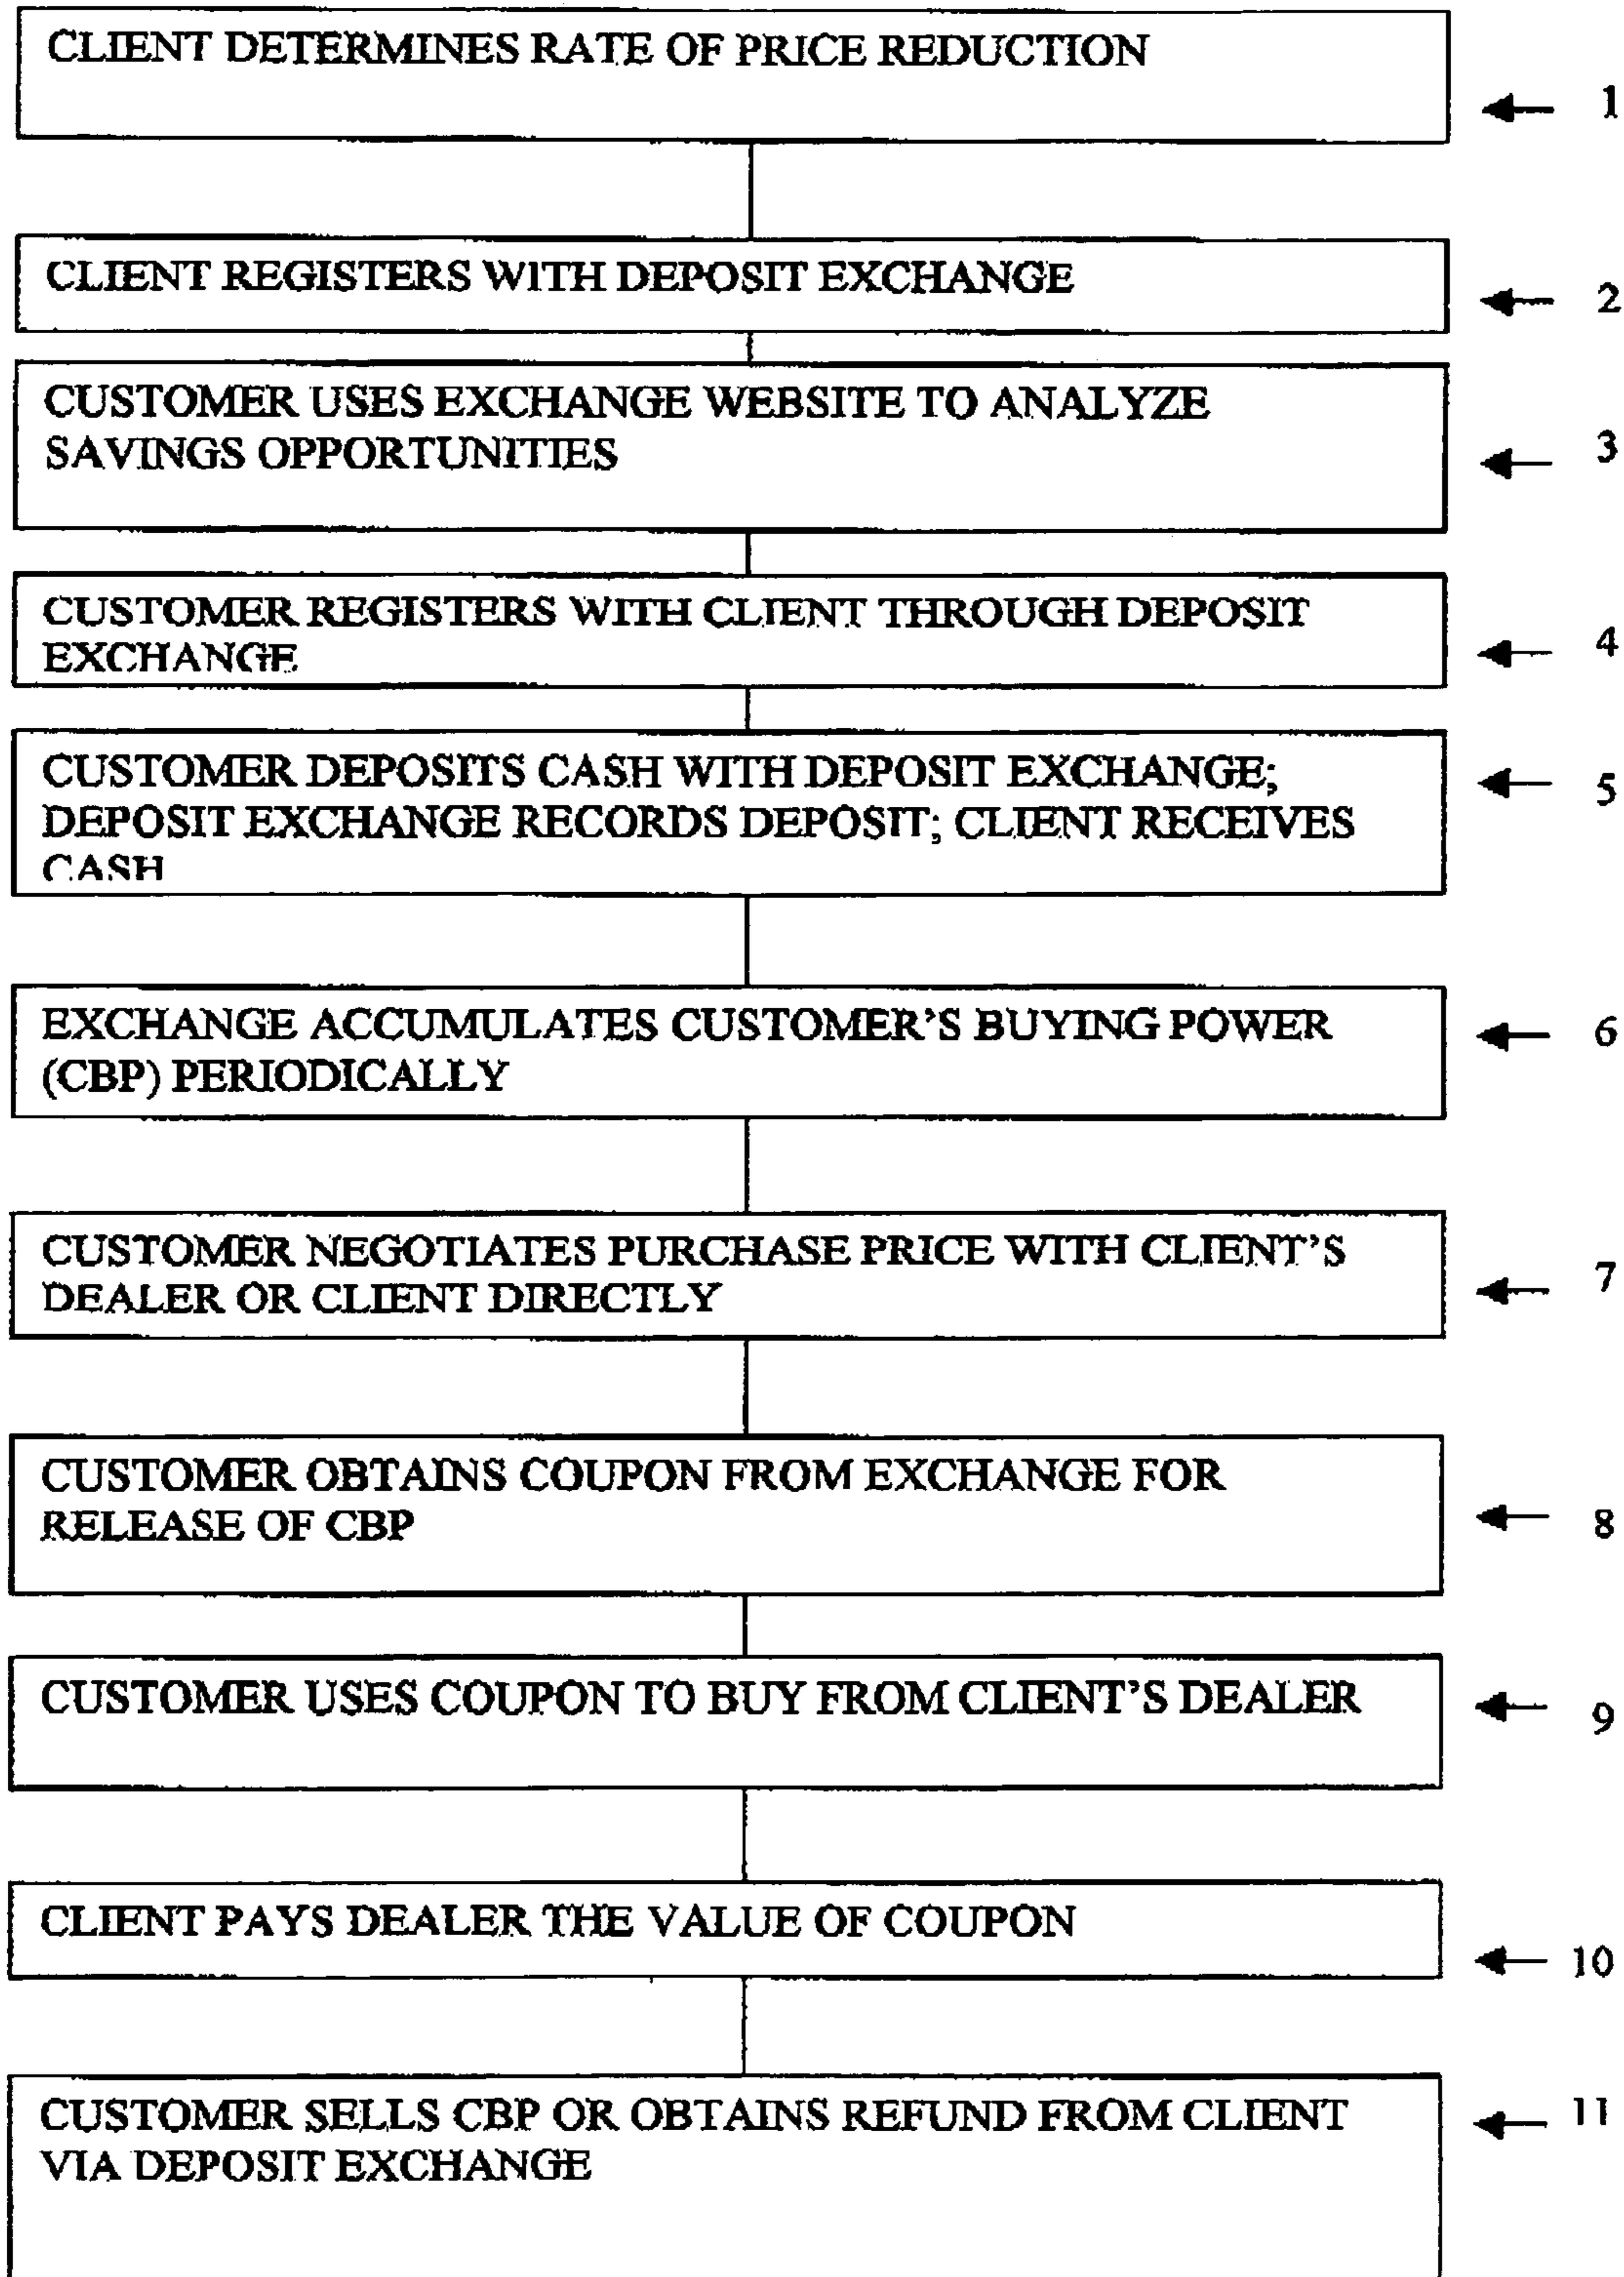 CLIENT DETERMINES RATE OF PRICE REDUCTION
1
CLIENT REGISTERS WITH DEPOSIT EXCHANGE
2
CUSTOMER USES EXCHANGE WEBSITE TO ANALYZE
SAVINGS OPPORTUNITIES
3
CUSTOMER REGISTERS WITH CLIENT THROUGH DEPOSIT
EXCHANGE
4
CUSTOMER DEPOSITS CASH WITH DEPOSIT EXCHANGE;
DEPOSIT EXCHANGE RECORDS DEPOSIT; CLIENT RECEIVES
CASH
5
EXCHANGE ACCUMULATES CUSTOMER'S BUYING POWER
(CBP) PERIODICALLY
6
CUSTOMER NEGOTIATES PURCHASE PRICE WITH CLIENT'S
DEALER OR CLIENT DIRECTLY
7
CUSTOMER OBTAINS COUPON FROM EXCHANGE FOR
RELEASE OF CBP
8
CUSTOMER USES COUPON TO BUY FROM CLIENT'S DEALER
9
CLIENT PAYS DEALER THE VALUE OF COUPON
10
CUSTOMER SELLS CBP OR OBTAINS REFUND FROM CLIENT
VIA DEPOSIT EXCHANGE
11